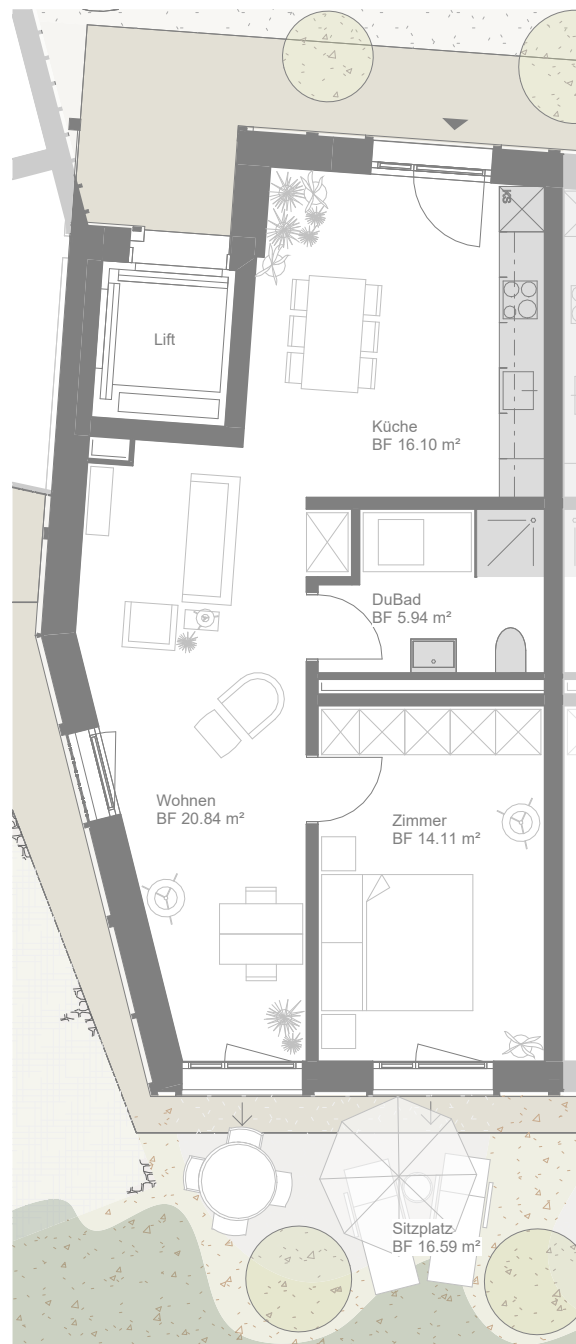 KS
Lift
Küche
BF 16.10 m²
DuBad
BF 5.94 m²
Wohnen
BF 20.84 m²
Zimmer
BF 14.11 m²
Sitzplatz
BF 16.59 m²